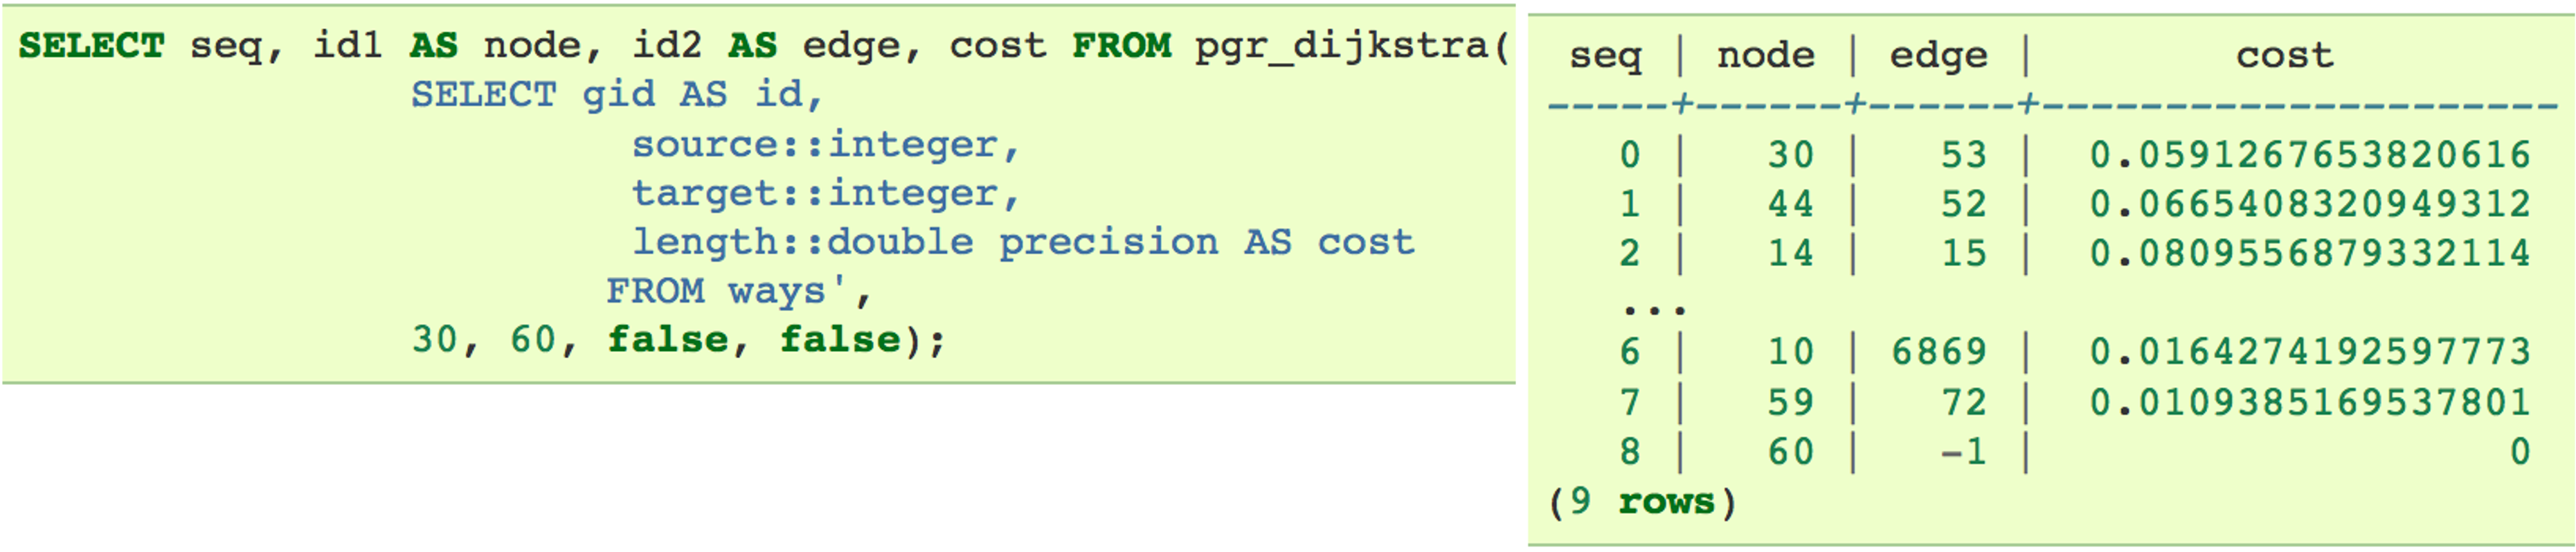 SELECT seq, id1 AS node, id2 AS edge, cost FROM pgr_dijkstra(
SELECT gid AS id,
source::integer,
target::integer,
length::double precision AS cost
FROM ways',
30, 60, false, false);
seq | node | edge | cost
-----+------+------+---------------------
0 | 30 | 53 | 0.0591267653820616
1 | 44 | 52 | 0.0665408320949312
2 | 14 | 15 | 0.0809556879332114
...
6 | 10 | 6869 | 0.0164274192597773
7 | 59 | 72 | 0.0109385169537801
8 | 60 | -1 | 0
(9 rows)